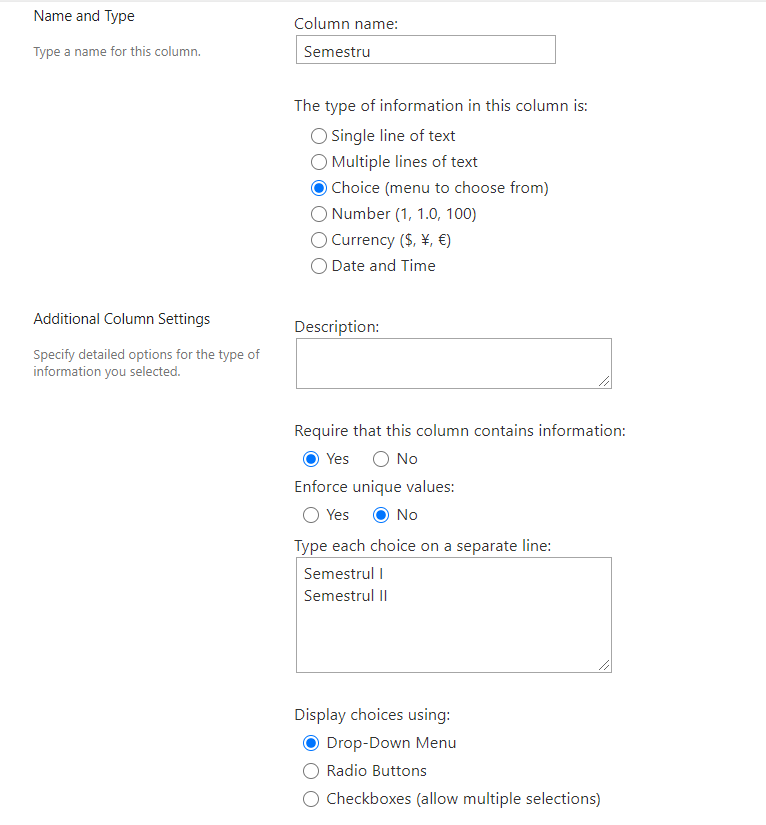 Name and Type
Type a name for this column.
Column name:
Semestru
The type of information in this column is:
Single line of text
Multiple lines of text
Choice (menu to choose from)
Number (1, 1.0, 100)
Currency ($, ¥, €)
Date and Time
Additional Column Settings
Specify detailed options for the type of
information you selected.
Description:
Require that this column contains information:
Yes No
Enforce unique values:
Yes No
Type each choice on a separate line:
Semestrul I
Semestrul II
Display choices using:
Drop-Down Menu
Radio Buttons
Checkboxes (allow multiple selections)